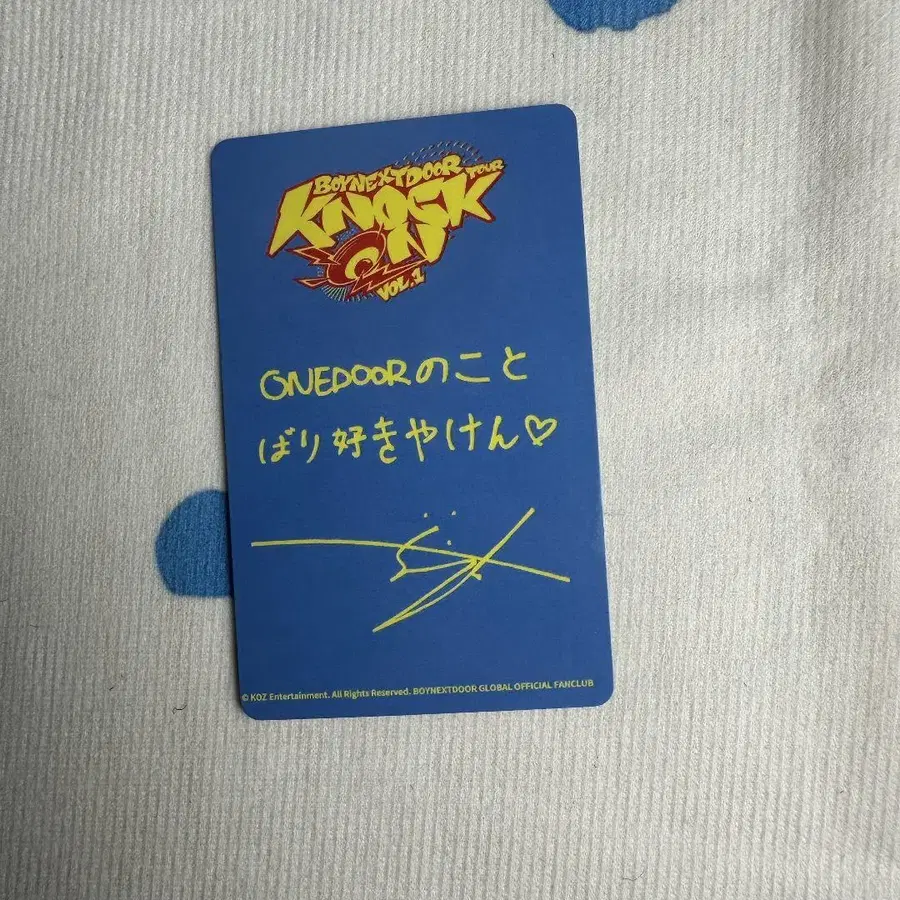 BOYNEXTDOOR
TOUR
KNOCK
ON
VOL.1
ONEDOORのこと
ばり好きやけん♡
© KOZ Entertainment. All Rights Reserved. BOYNEXTDOOR GLOBAL OFFICIAL FANCLUB